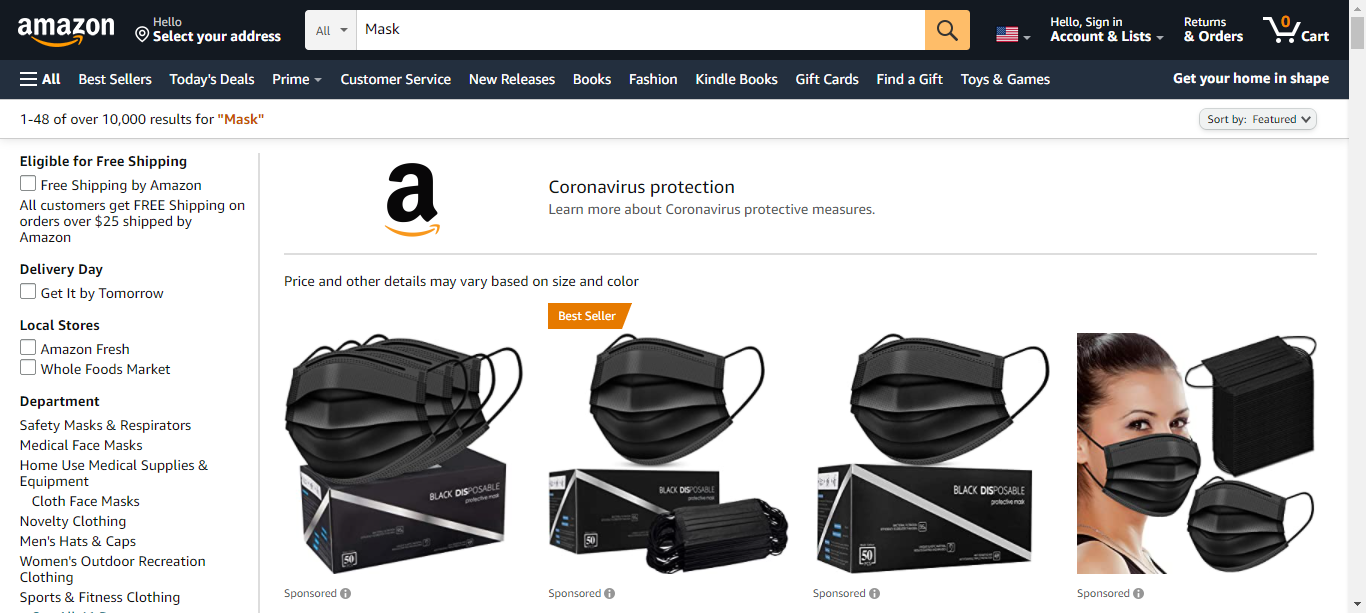 amazon
Hello
Select your address
All
Mask
Hello, Sign in
Account & Lists
Returns
& Orders
0
Cart
All
Best Sellers
Today's Deals
Prime
Customer Service
New Releases
Books
Fashion
Kindle Books
Gift Cards
Find a Gift
Toys & Games
Get your home in shape
1-48 of over 10,000 results for "Mask"
Sort by: Featured
Eligible for Free Shipping
Free Shipping by Amazon
All customers get FREE Shipping on
orders over $25 shipped by
Amazon
Delivery Day
Get It by Tomorrow
Local Stores
Amazon Fresh
Whole Foods Market
Department
Safety Masks & Respirators
Medical Face Masks
Home Use Medical Supplies &
Equipment
Cloth Face Masks
Novelty Clothing
Men's Hats & Caps
Women's Outdoor Recreation
Clothing
Sports & Fitness Clothing
a
Coronavirus protection
Learn more about Coronavirus protective measures.
Price and other details may vary based on size and color
BLACK DISPOSABLE
protective mask
50
Sponsored
Best Seller
BLACK DISPOSABLE
protective mask
50
Sponsored
BLACK DISPOSABLE
protective mask
50
Sponsored
Sponsored